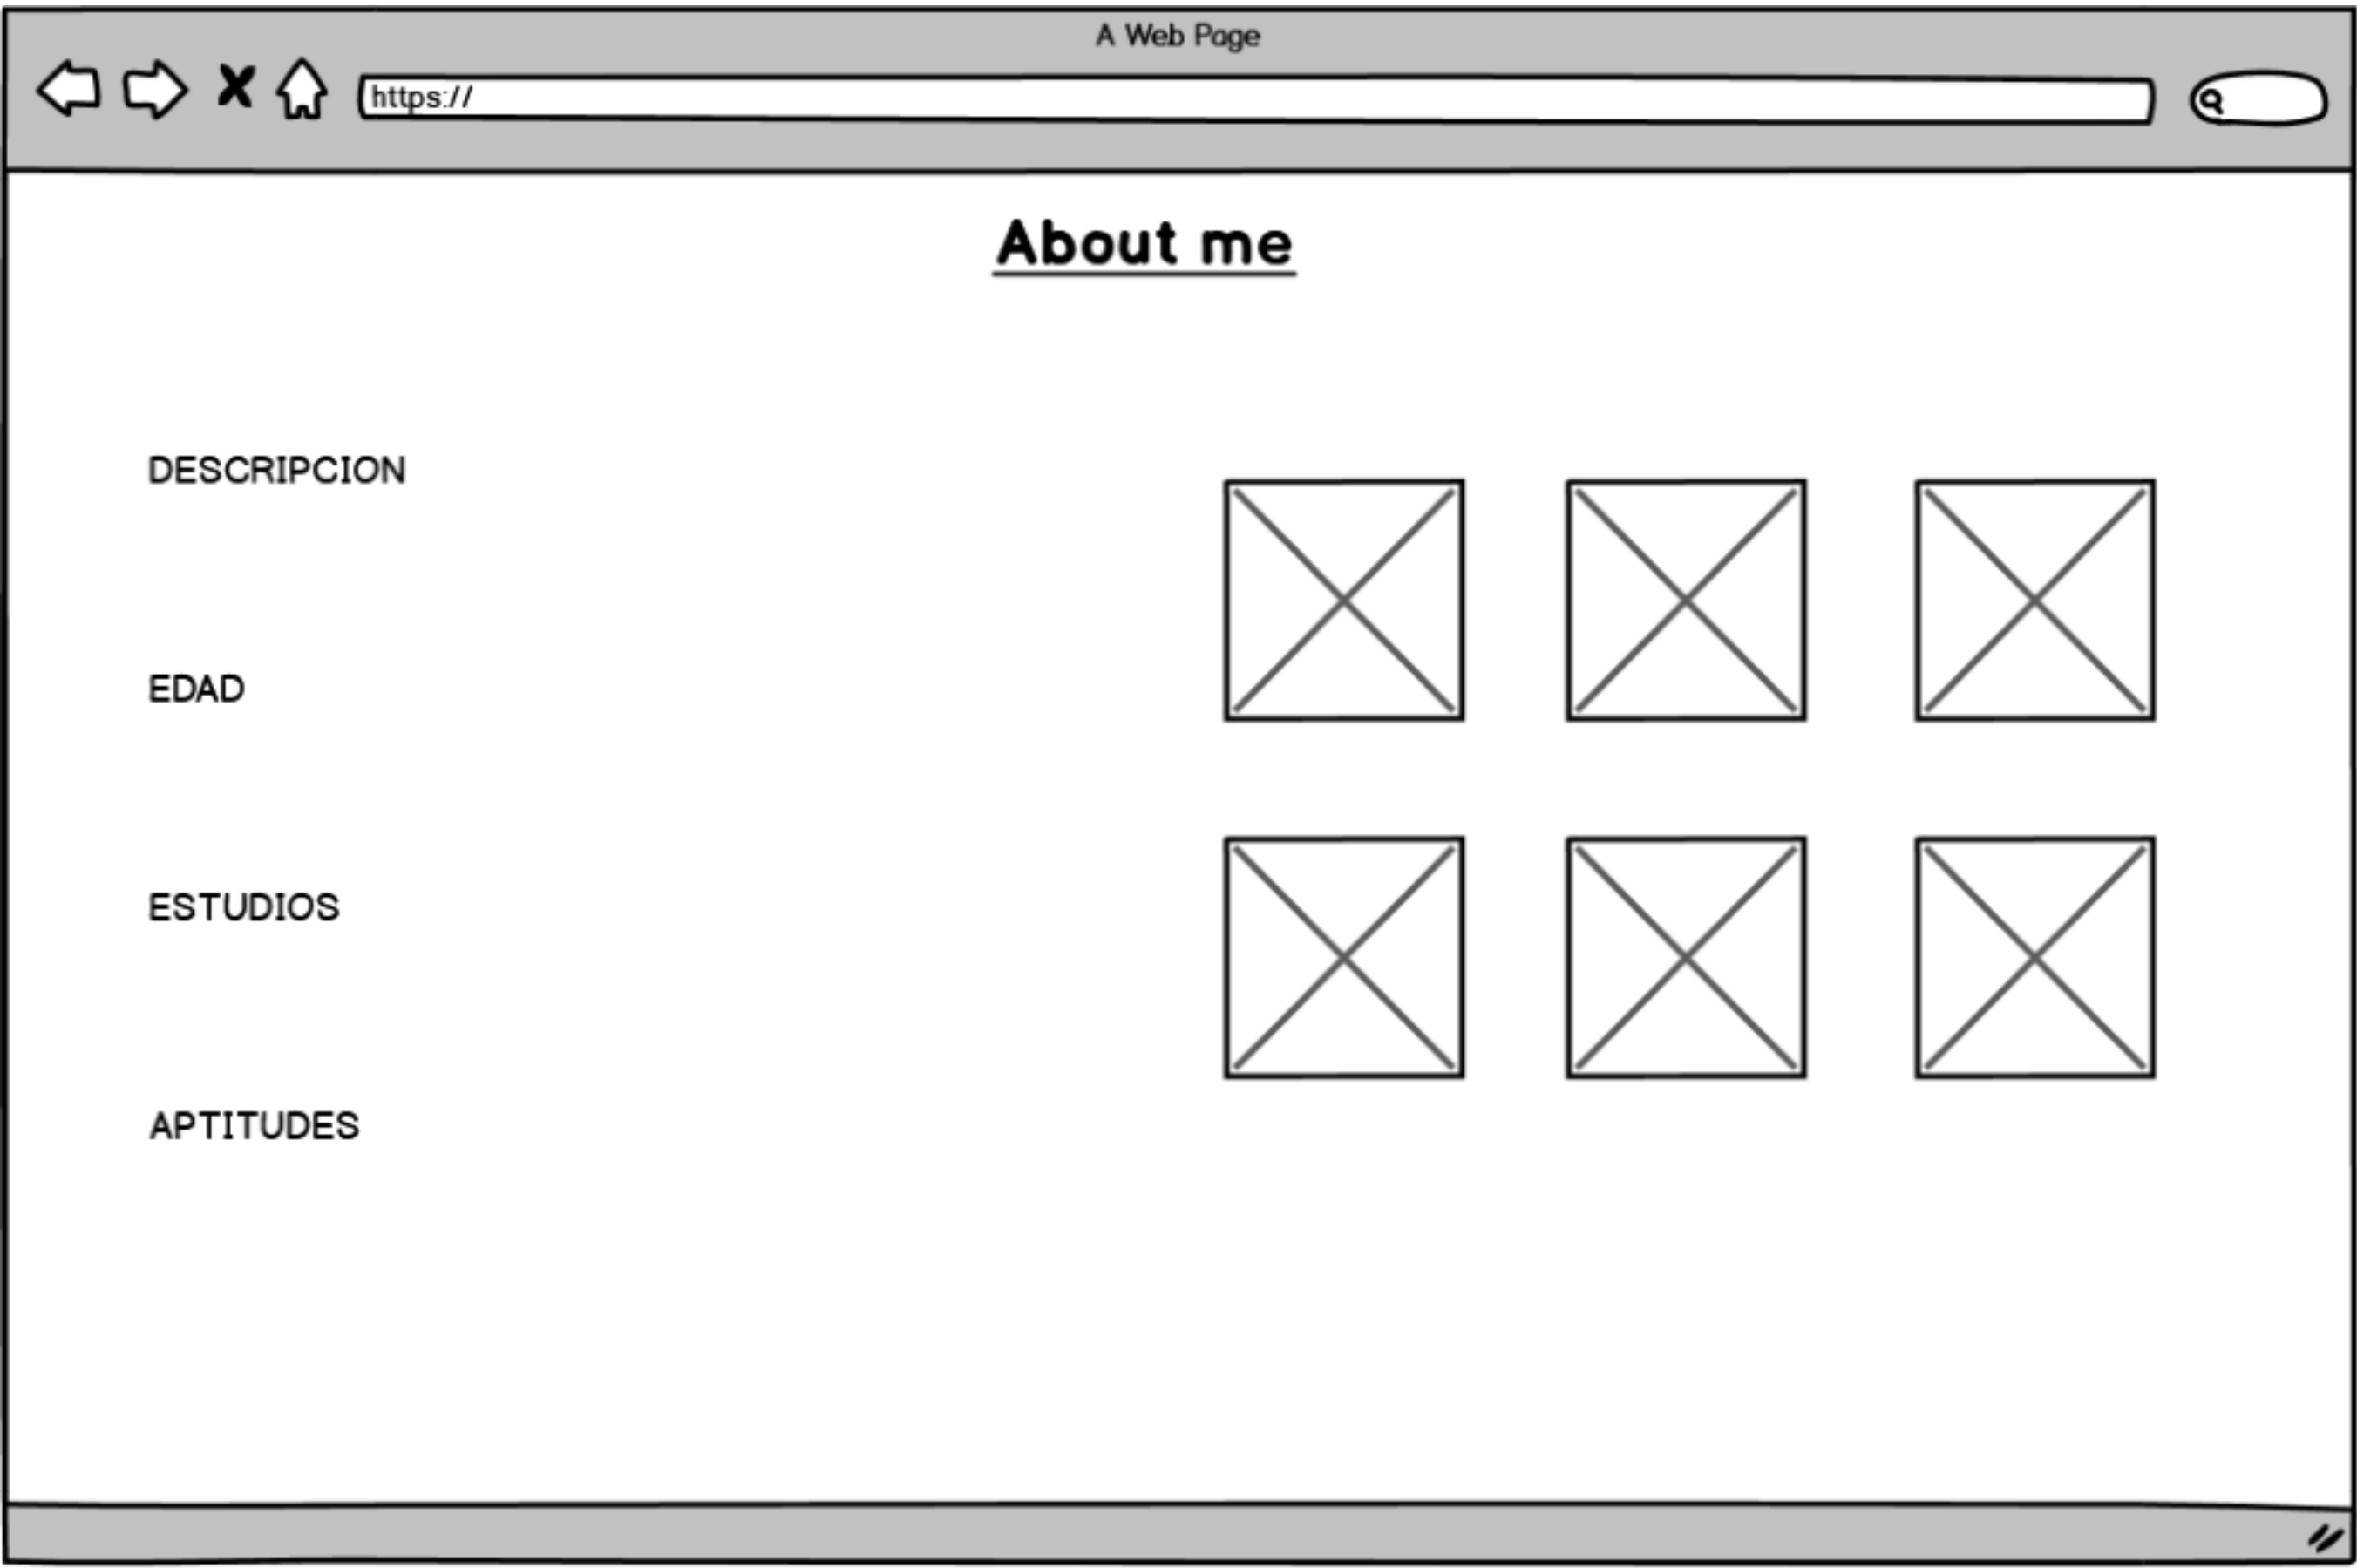 A Web Page
https://
About me
DESCRIPCION
EDAD
ESTUDIOS
APTITUDES